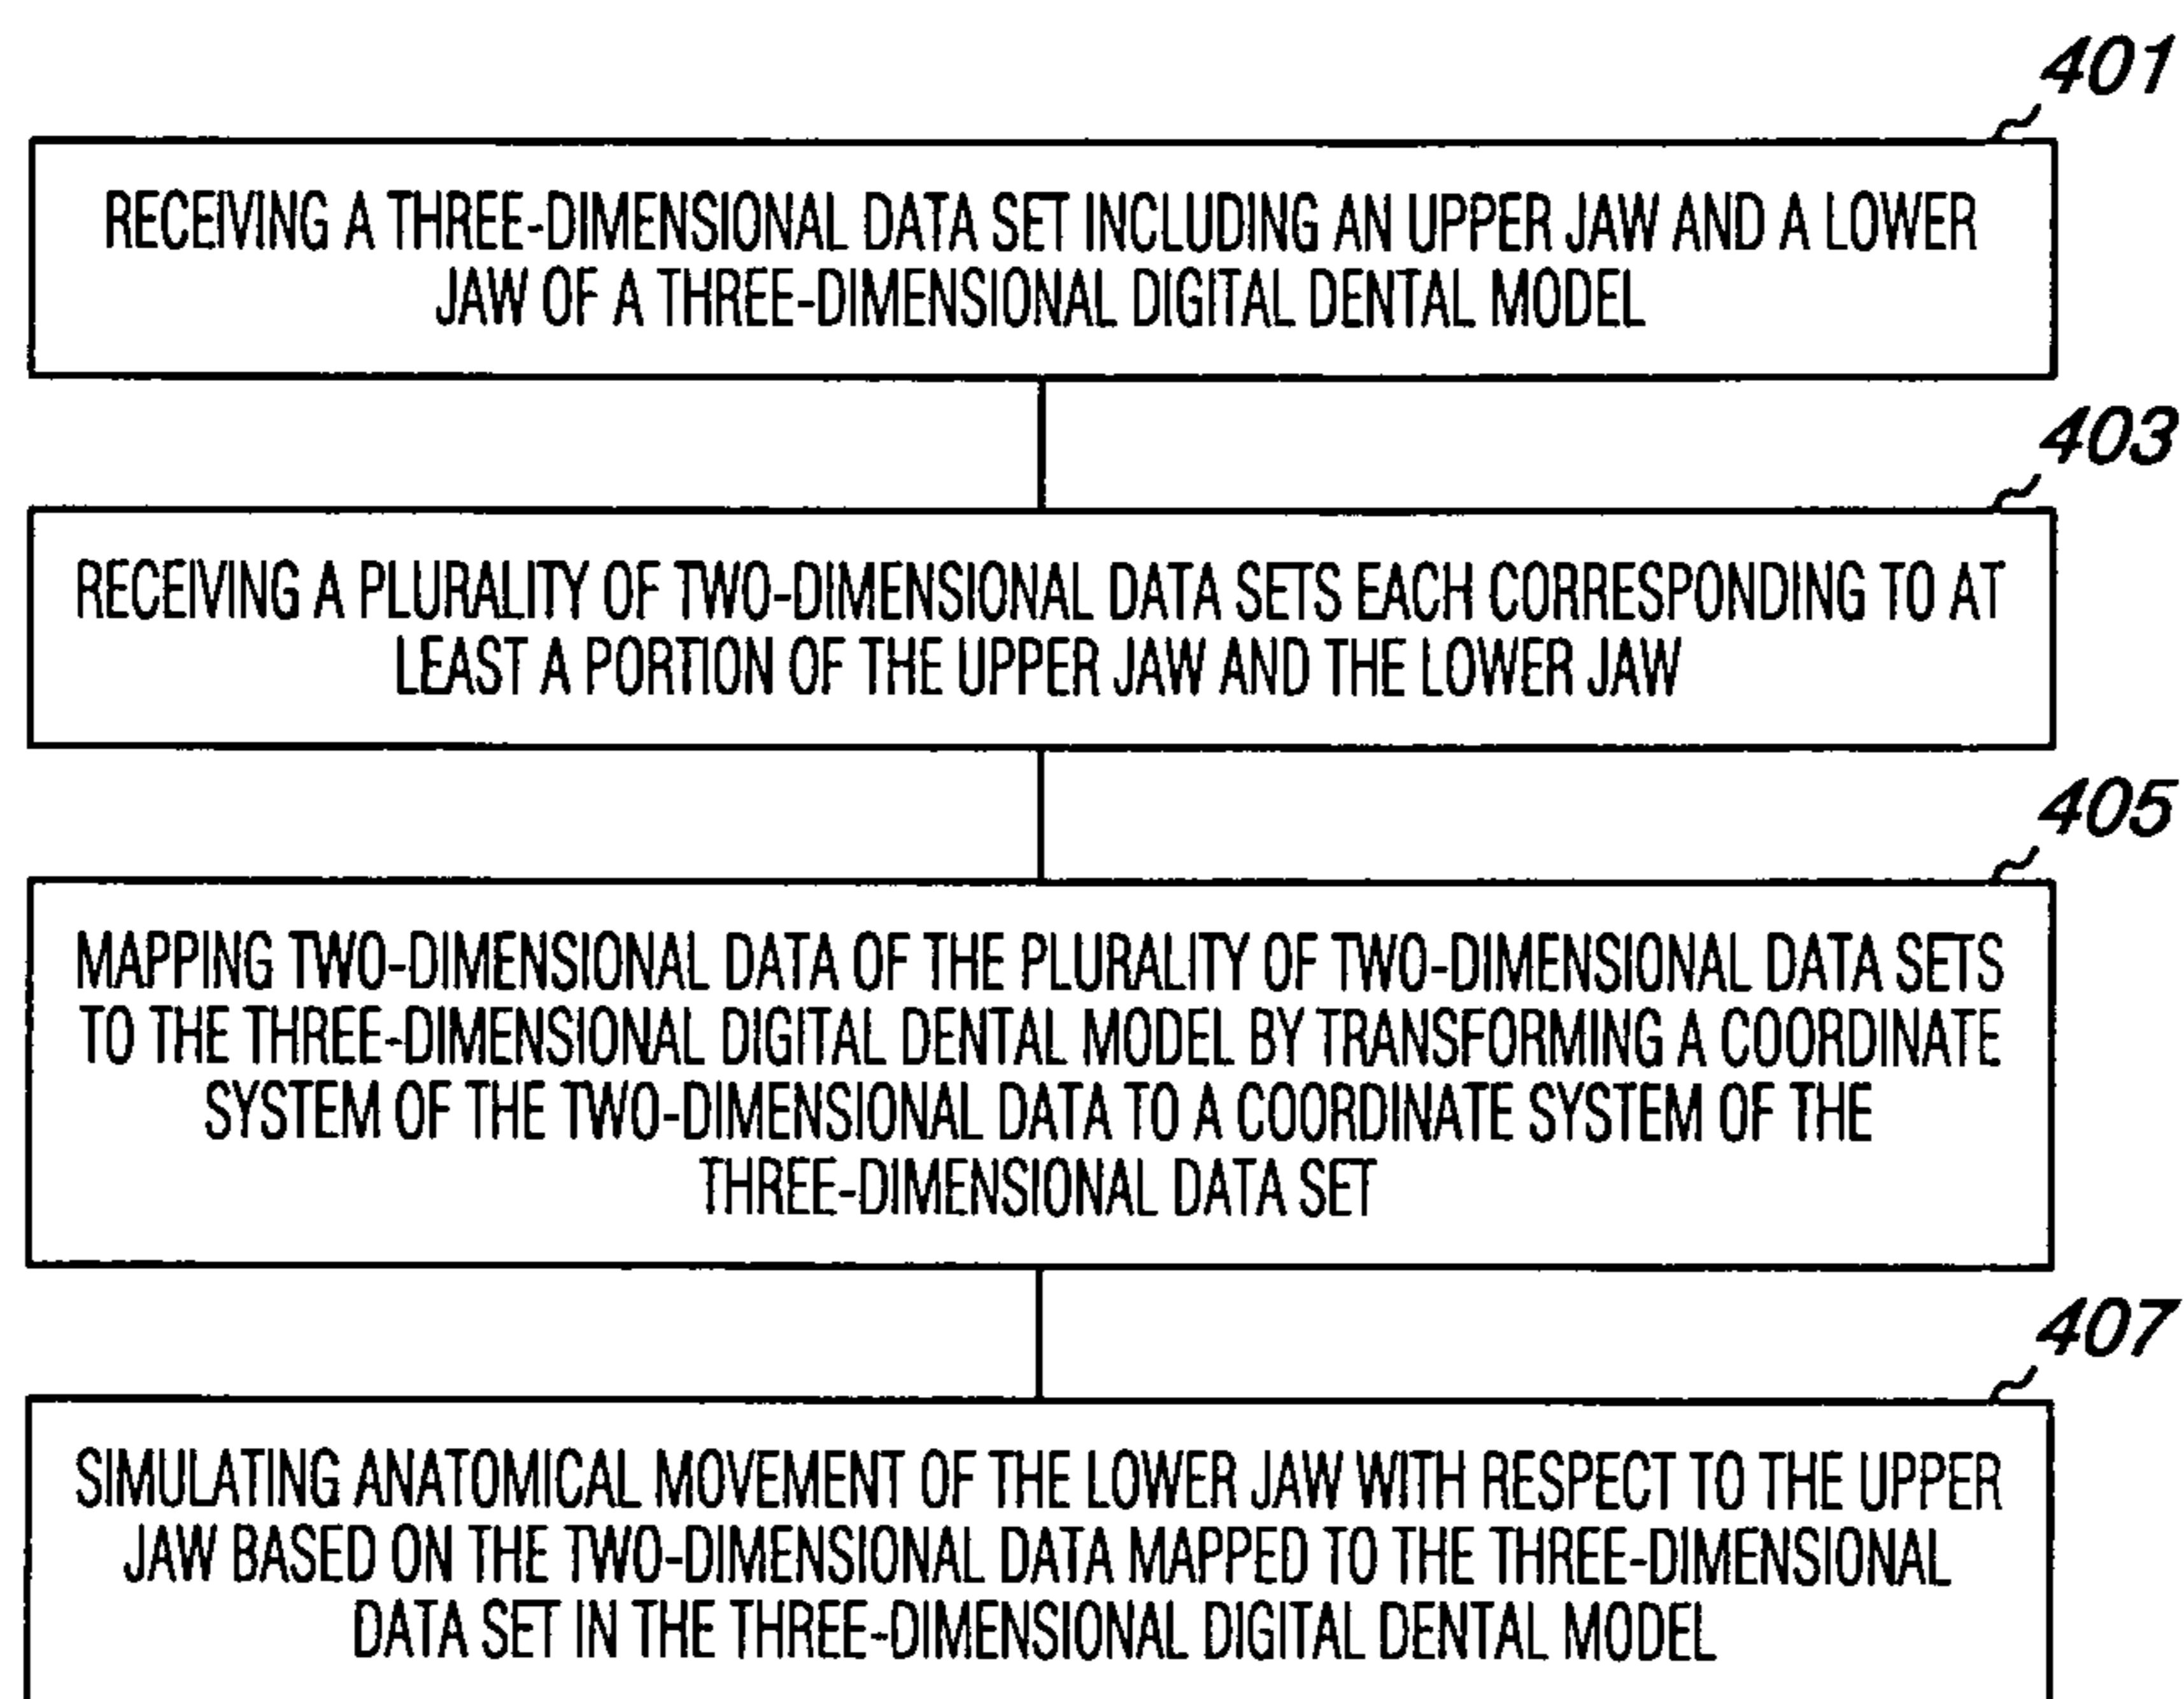 401
RECEIVING A THREE-DIMENSIONAL DATA SET INCLUDING AN UPPER JAW AND A LOWER
JAW OF A THREE-DIMENSIONAL DIGITAL DENTAL MODEL
403
RECEIVING A PLURALITY OF TWO-DIMENSIONAL DATA SETS EACH CORRESPONDING TO AT
LEAST A PORTION OF THE UPPER JAW AND THE LOWER JAW
405
MAPPING TWO-DIMENSIONAL DATA OF THE PLURALITY OF TWO-DIMENSIONAL DATA SETS
TO THE THREE-DIMENSIONAL DIGITAL DENTAL MODEL BY TRANSFORMING A COORDINATE
SYSTEM OF THE TWO-DIMENSIONAL DATA TO A COORDINATE SYSTEM OF THE
THREE-DIMENSIONAL DATA SET
407
SIMULATING ANATOMICAL MOVEMENT OF THE LOWER JAW WITH RESPECT TO THE UPPER
JAW BASED ON THE TWO-DIMENSIONAL DATA MAPPED TO THE THREE-DIMENSIONAL
DATA SET IN THE THREE-DIMENSIONAL DIGITAL DENTAL MODEL